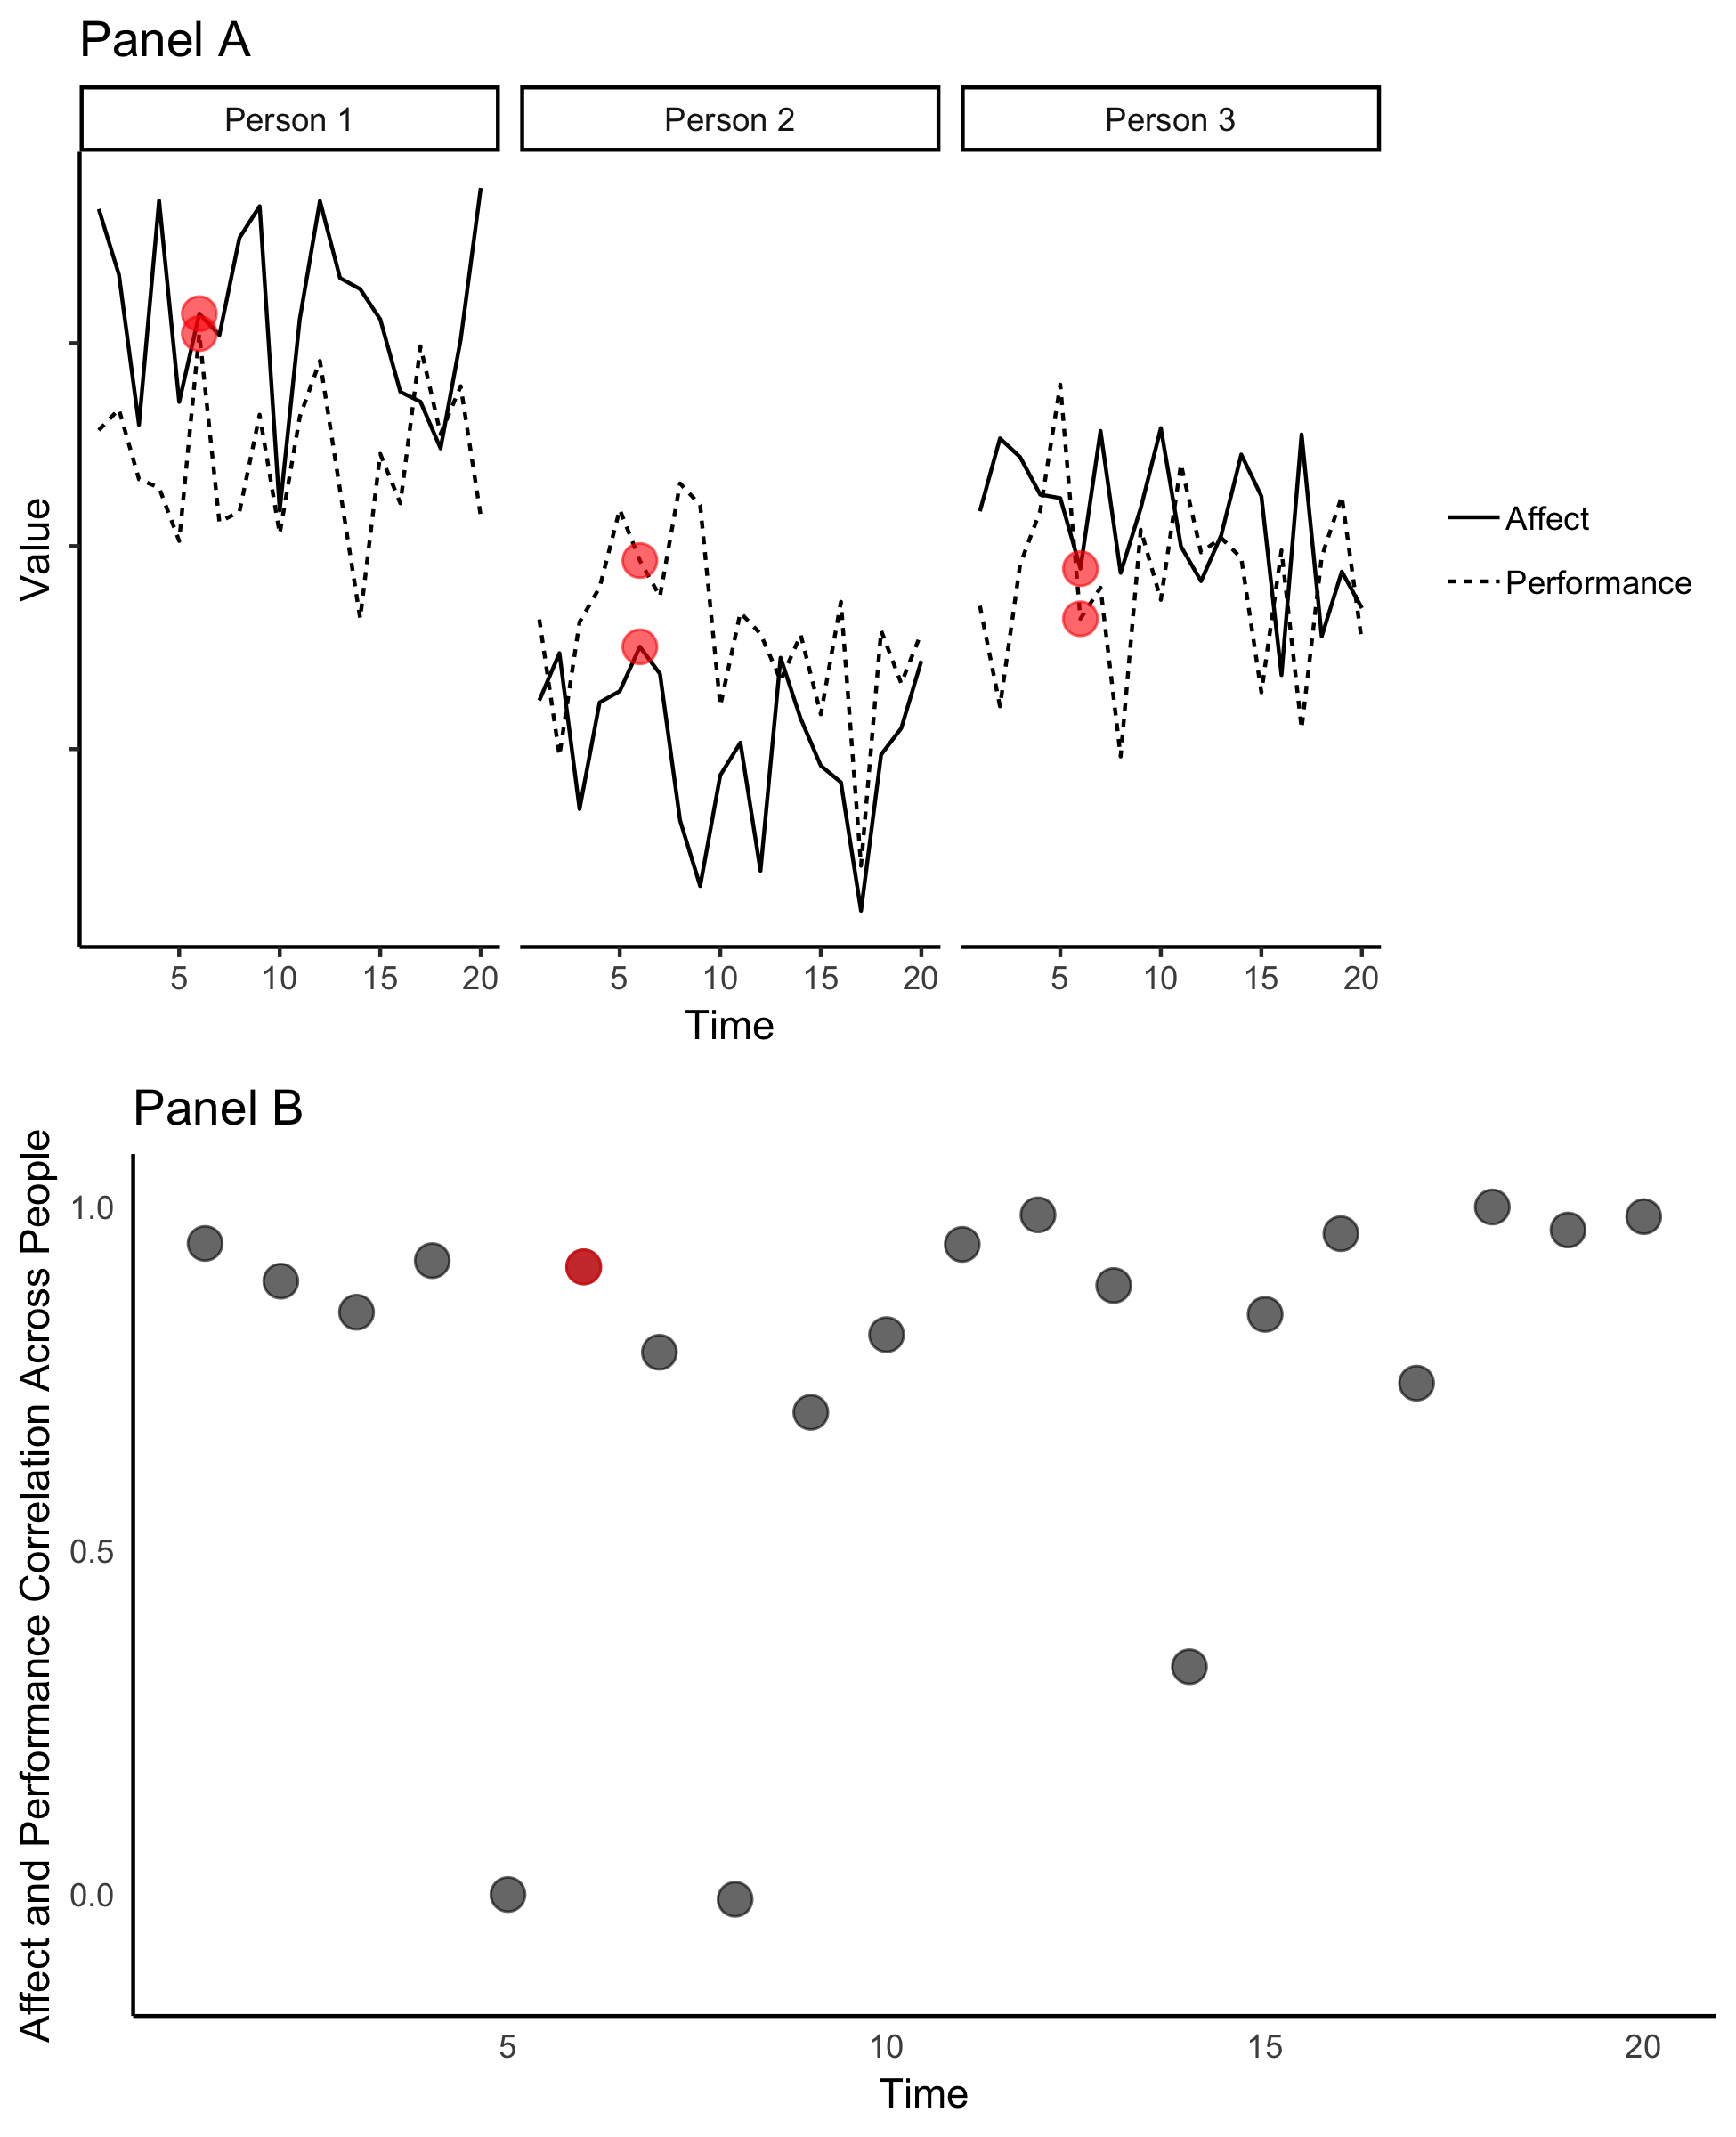 Panel A
Person 1 Person 2 Person 3
Value
Affect
Performance
5 10 15 20 5 10 15 20 5 10 15 20
Time
Panel B
Affect and Performance Correlation Across People
1.0
0.5
0.0
5 10 15 20
Time